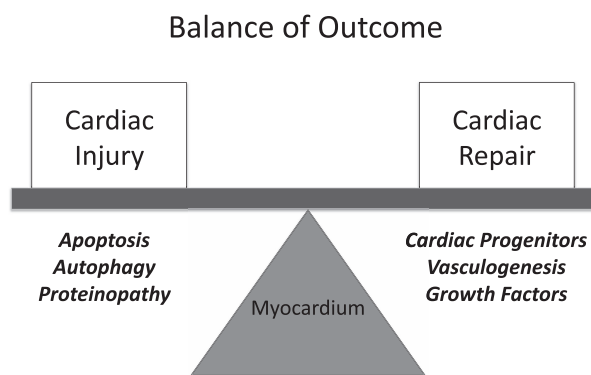 Balance of Outcome
Cardiac
Injury
Cardiac
Repair
Apoptosis
Autophagy
Proteinopathy
Cardiac Progenitors
Vasculogenesis
Growth Factors
Myocardium